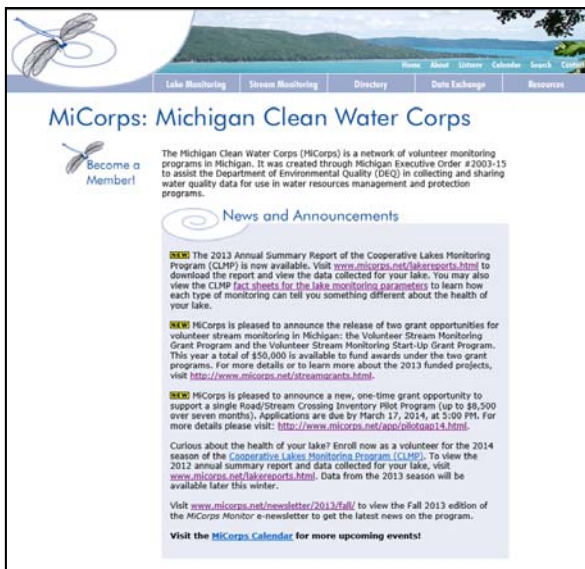 Home About Listserv Calendar Search Contact
Lake Monitoring Stream Monitoring Directory Data Exchange Resources
MiCorps: Michigan Clean Water Corps
Become a
Member!
The Michigan Clean Water Corps (MiCorps) is a network of volunteer monitoring
programs in Michigan. It was created through Michigan Executive Order #2003-15
to assist the Department of Environmental Quality (DEQ) in collecting and sharing
water quality data for use in water resources management and protection
programs.
News and Announcements
NEW The 2013 Annual Summary Report of the Cooperative Lakes Monitoring
Program (CLMP) is now available. Visit www.micorps.net/lakereports.html to
download the report and view the data collected for your lake. You may also
view the CLMP fact sheets for the lake monitoring parameters to learn how
each type of monitoring can tell you something different about the health of
your lake.
NEW MiCorps is pleased to announce the release of two grant opportunities for
volunteer stream monitoring in Michigan: the Volunteer Stream Monitoring
Grant Program and the Volunteer Stream Monitoring Start-Up Grant Program.
This year a total of $50,000 is available to fund awards under the two grant
programs. For more details or to learn more about the 2013 funded projects,
visit http://www.micorps.net/streamgrants.html.
NEW MiCorps is pleased to announce a new, one-time grant opportunity to
support a single Road/Stream Crossing Inventory Pilot Program (up to $8,500
over seven months). Applications are due by March 17, 2014, at 5:00 PM. For
more details please visit: http://www.micorps.net/app/pilotgap14.html.
Curious about the health of your lake? Enroll now as a volunteer for the 2014
season of the Cooperative Lakes Monitoring Program (CLMP). To view the
2012 annual summary report and data collected for your lake, visit
www.micorps.net/lakereports.html. Data from the 2013 season will be
available later this winter.
Visit www.micorps.net/newsletter/2013/fall/ to view the Fall 2013 edition of
the MiCorps Monitor e-newsletter to get the latest news on the program.
Visit the MiCorps Calendar for more upcoming events!